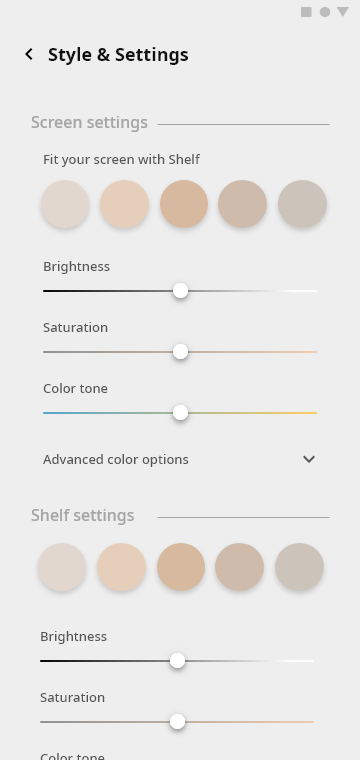 Style & Settings
Screen settings
Fit your screen with Shelf
Brightness
Saturation
Color tone
Advanced color options
Shelf settings
Brightness
Saturation
Color tone